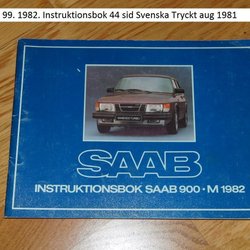 99. 1982. Instruktionsbok 44 sid Svenska Tryckt aug 1981
SAAB
INSTRUKTIONSBOK SAAB 900 • M 1982